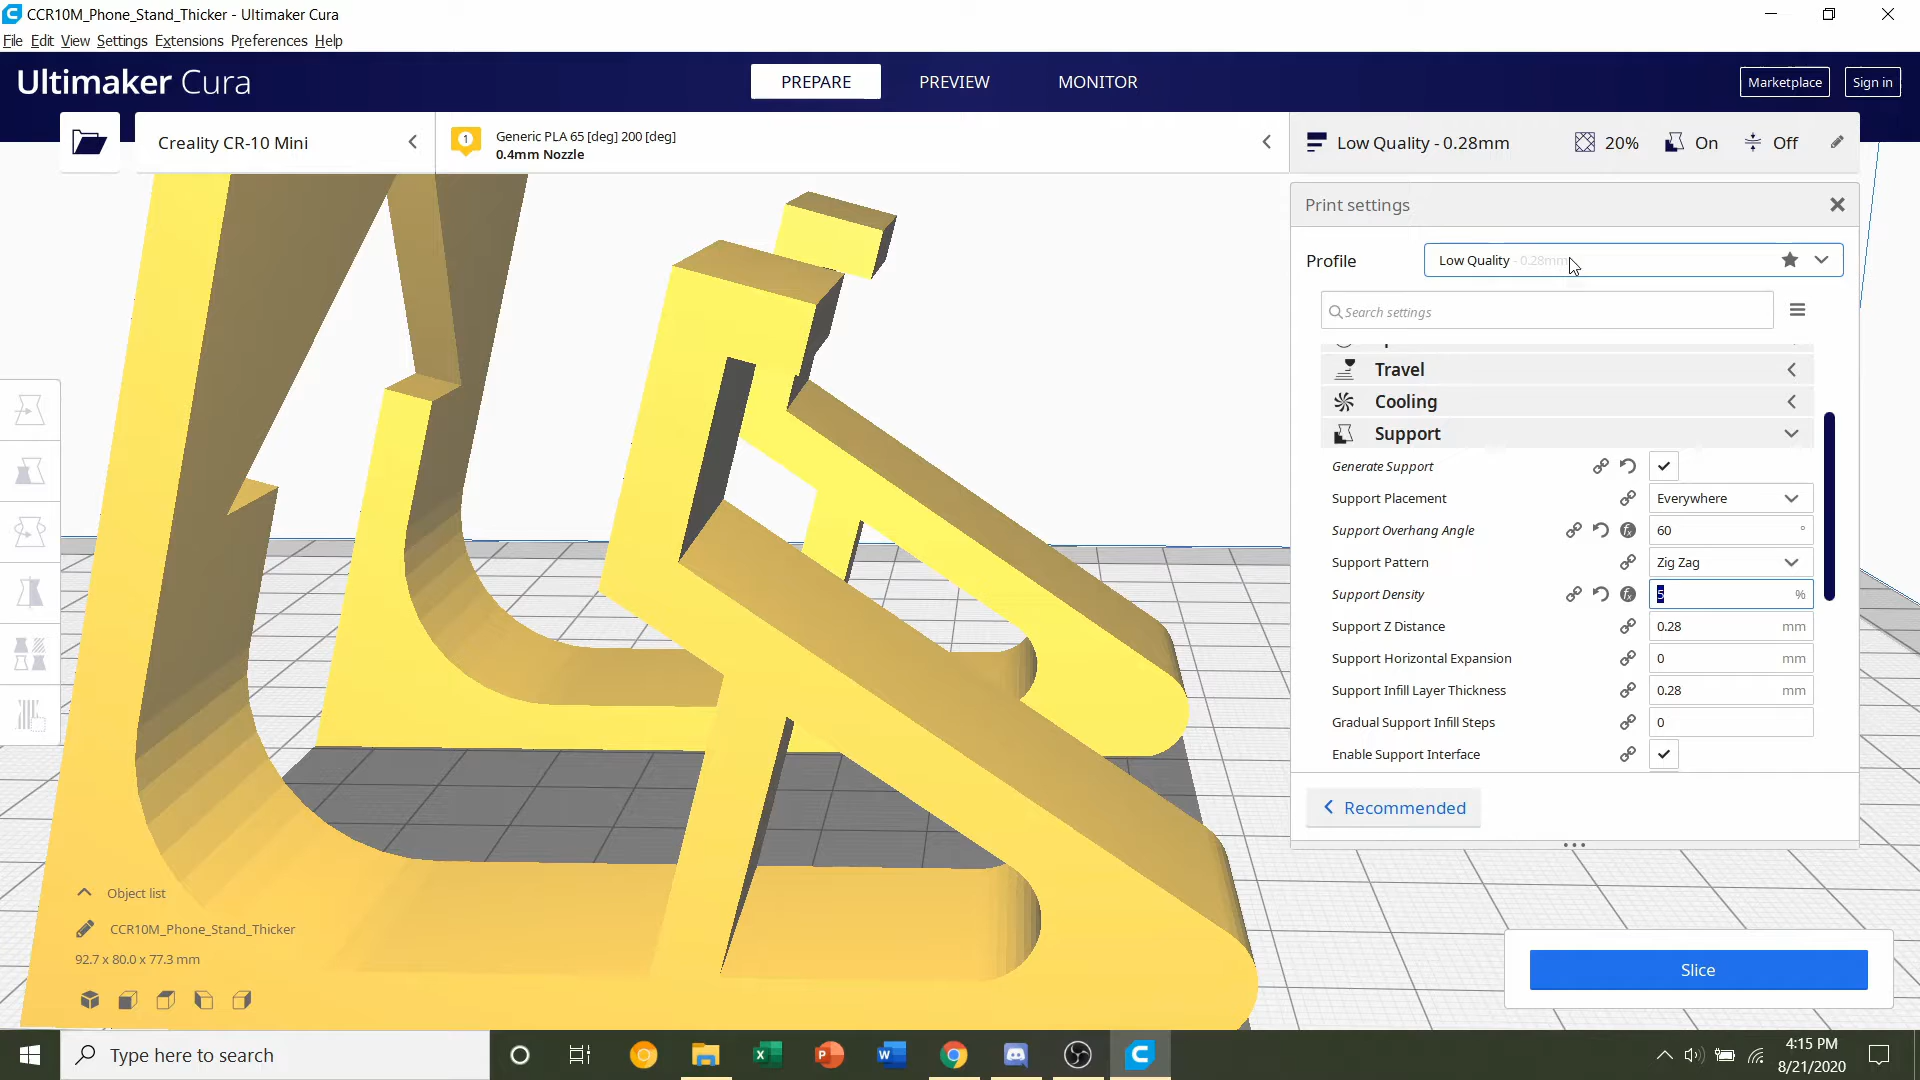 CCR10M_Phone_Stand_Thicker - Ultimaker Cura
File Edit View Settings Extensions Preferences Help
Ultimaker Cura
PREPARE
PREVIEW
MONITOR
Marketplace
Sign in
Creality CR-10 Mini
1
Generic PLA 65 [deg] 200 [deg]
0.4mm Nozzle
Low Quality - 0.28mm
20%
On
Off
Print settings
Profile
Low Quality - 0.28mm
Search settings
Travel
Cooling
Support
Generate Support
Support Placement
Everywhere
Support Overhang Angle
60 °
Support Pattern
Zig Zag
Support Density
5 %
Support Z Distance
0.28 mm
Support Horizontal Expansion
0 mm
Support Infill Layer Thickness
0.28 mm
Gradual Support Infill Steps
0
Enable Support Interface
Recommended
Object list
CCR10M_Phone_Stand_Thicker
92.7 x 80.0 x 77.3 mm
Slice
Type here to search
4:15 PM
8/21/2020